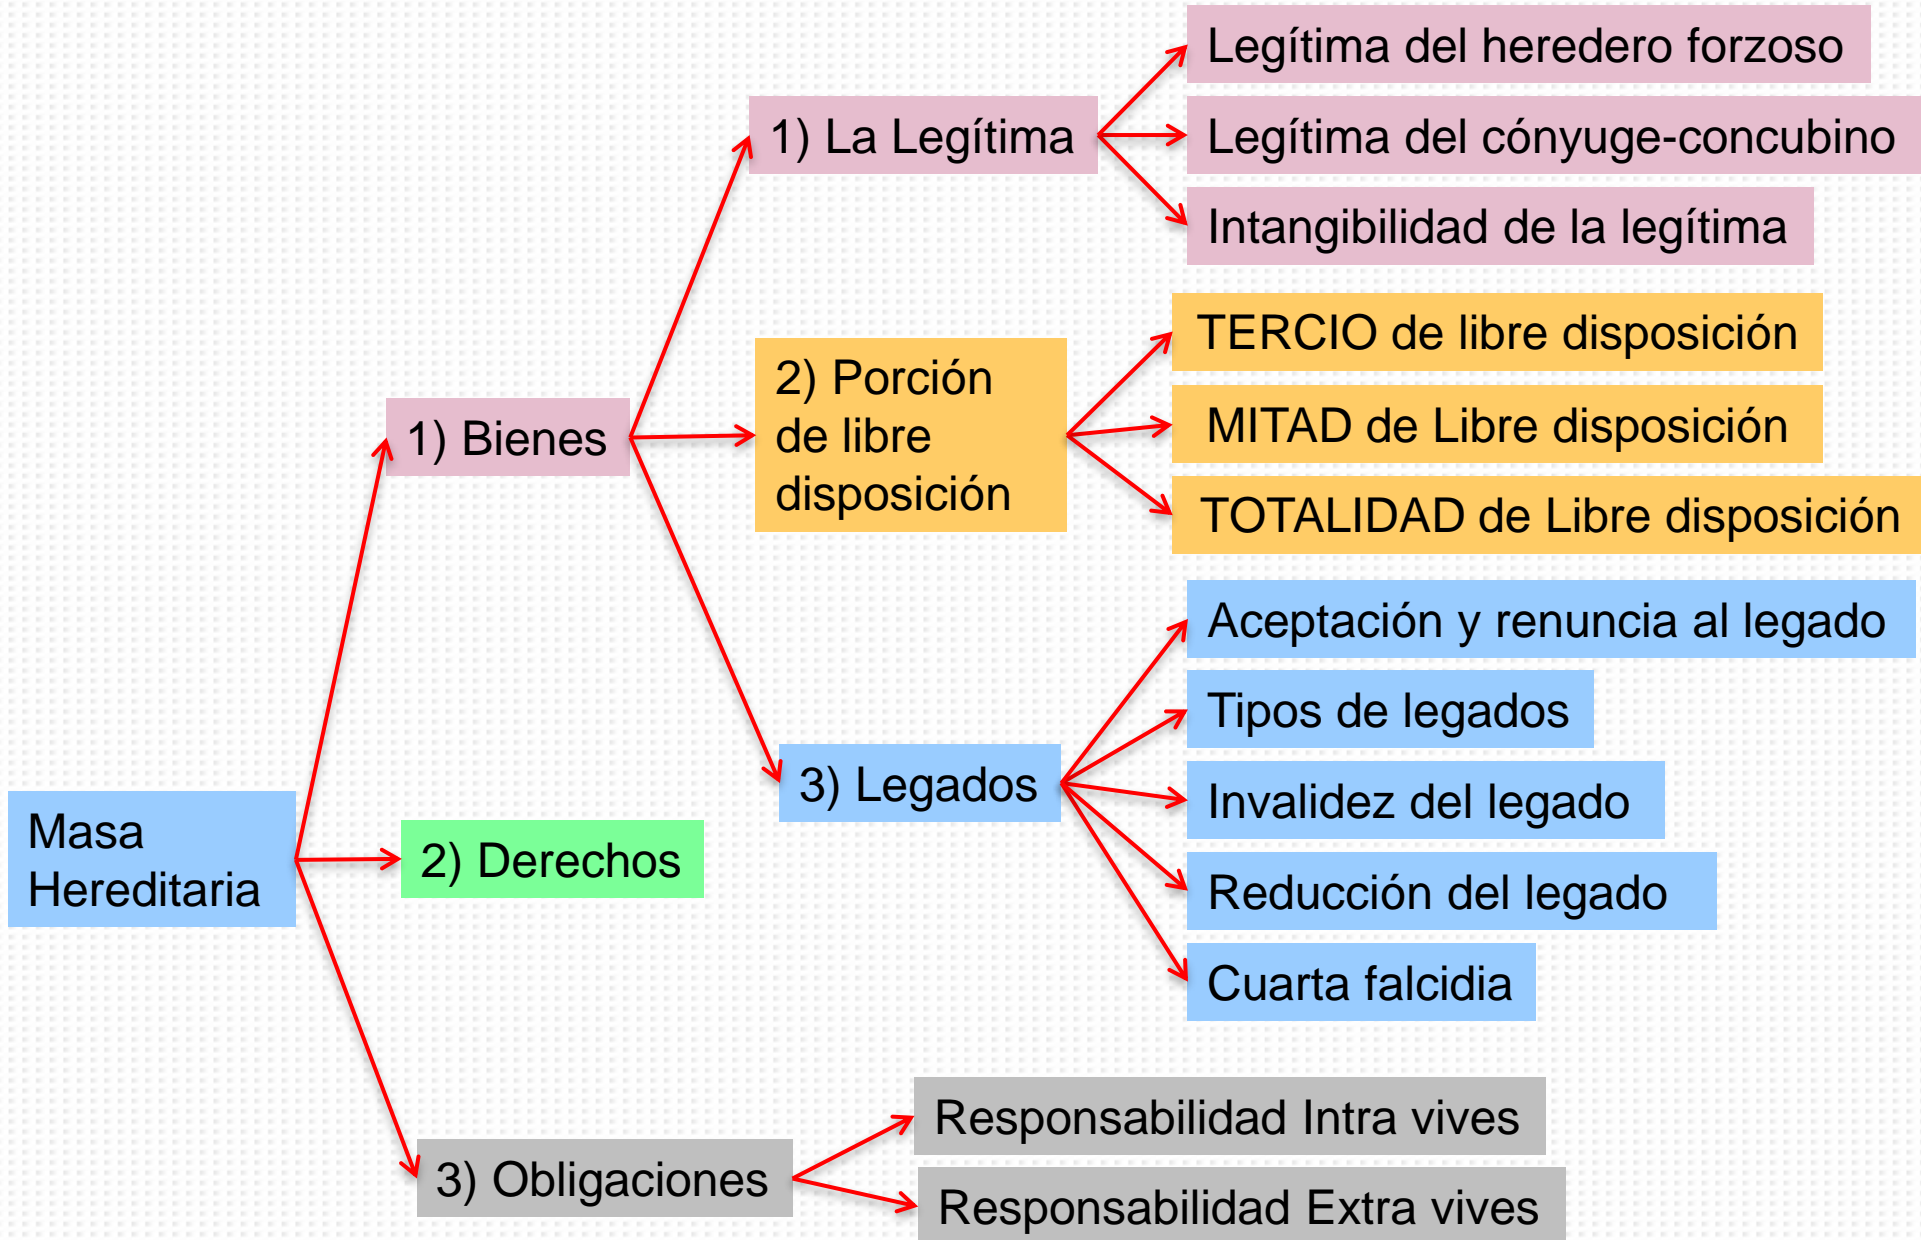 Masa
Hereditaria
1) Bienes
1) La Legítima
Legítima del heredero forzoso
Legítima del cónyuge-concubino
Intangibilidad de la legítima
2) Porción
de libre
disposición
TERCIO de libre disposición
MITAD de Libre disposición
TOTALIDAD de Libre disposición
3) Legados
Aceptación y renuncia al legado
Tipos de legados
Invalidez del legado
Reducción del legado
Cuarta falcidia
2) Derechos
3) Obligaciones
Responsabilidad Intra vives
Responsabilidad Extra vives